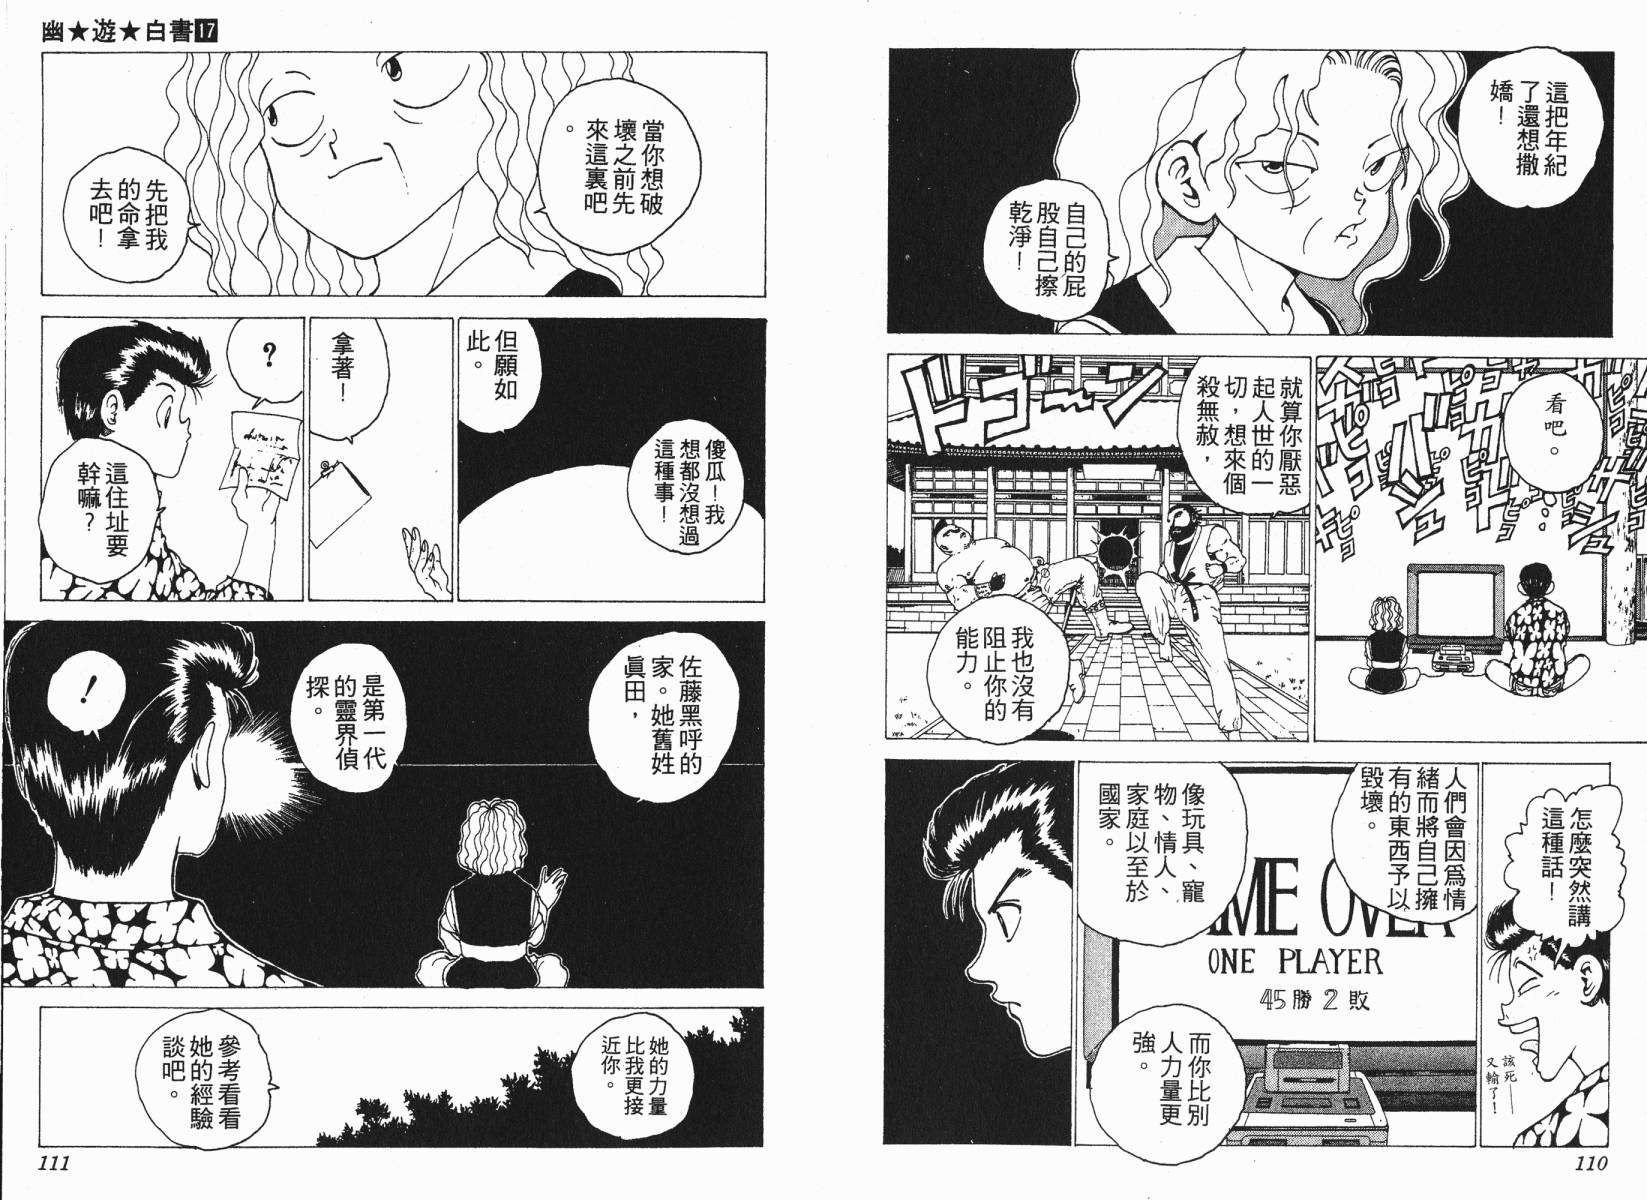 幽★遊★白書17
這把年紀
了還想撒
嬌！
自己的屁
股自己擦
乾淨！
看吧。
就算你厭惡
起人世的一
切，想來個
殺無赦，
ドゴーン
我也沒有
阻止你的
能力。
怎麼突然講
這種話！
該死——
又輸了！
人們會因為情
緒而將自己擁
有的東西予以
毀壞。
像玩具、寵
物、情人、
家庭以至於
國家。
ME OVER
ONE PLAYER
45勝2敗
而你比別
人力量更
強。
110
當你想破
壞之前先
來這裏吧
。
先把我
的命拿
去吧！
傻瓜！我
想都沒想過
這種事！
但願如
此。
拿著！
？
這住址要
幹嘛？
佐藤黑呼的
家。她舊姓
眞田，
是第一代
的靈界偵
探。
！
她的力量
比我更接
近你。
參考看看
她的經驗
談吧。
111